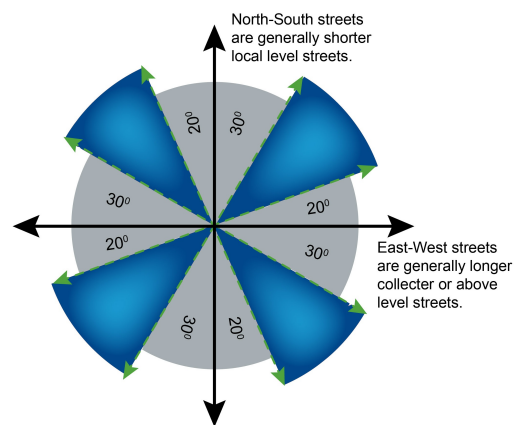 North-South streets
are generally shorter
local level streets.
20⁰
30⁰
30⁰
20⁰
20⁰
30⁰
East-West streets
are generally longer
collecter or above
level streets.
30⁰
20⁰